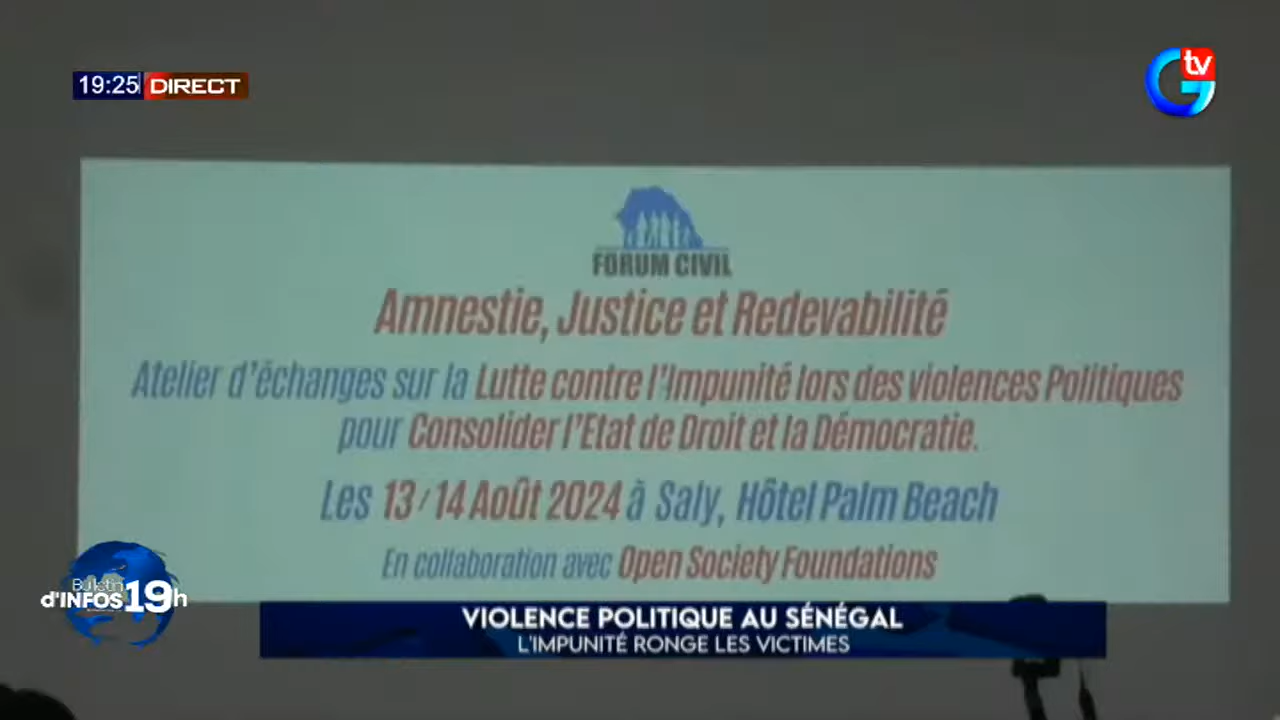 19:25 DIRECT
tv
FORUM CIVIL
Amnestie, Justice et Redevabilité
Atelier d'échanges sur la Lutte contre l'Impunité lors des violences Politiques
pour Consolider l'Etat de Droit et la Démocratie.
Les 13/14 Août 2024 à Saly, Hôtel Palm Beach
En collaboration avec Open Society Foundations
Bulletin
d'INFOS 19h
VIOLENCE POLITIQUE AU SÉNÉGAL
L'IMPUNITÉ RONGE LES VICTIMES